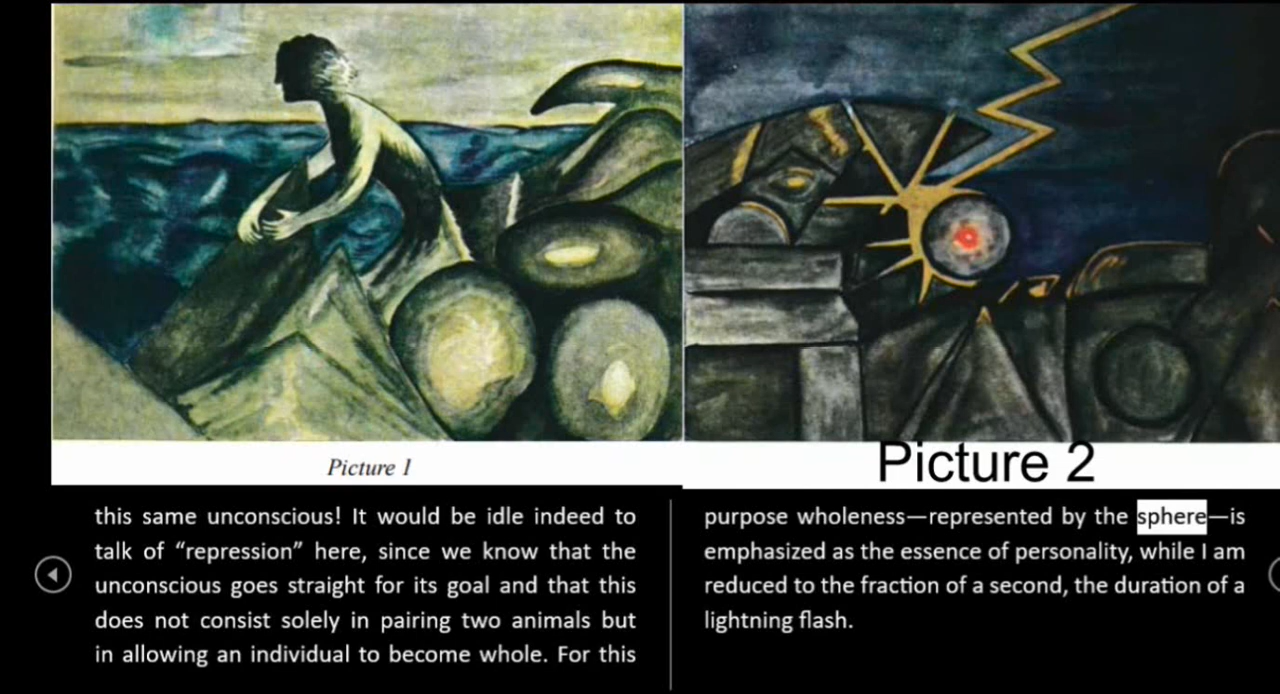 Picture 1
Picture 2
this same unconscious! It would be idle indeed to
talk of “repression” here, since we know that the
unconscious goes straight for its goal and that this
does not consist solely in pairing two animals but
in allowing an individual to become whole. For this
purpose wholeness—represented by the sphere—is
emphasized as the essence of personality, while I am
reduced to the fraction of a second, the duration of a
lightning flash.